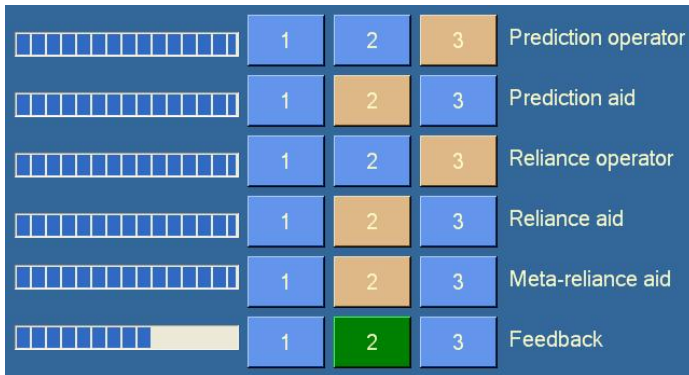 1 2 3 Prediction operator
1 2 3 Prediction aid
1 2 3 Reliance operator
1 2 3 Reliance aid
1 2 3 Meta-reliance aid
1 2 3 Feedback